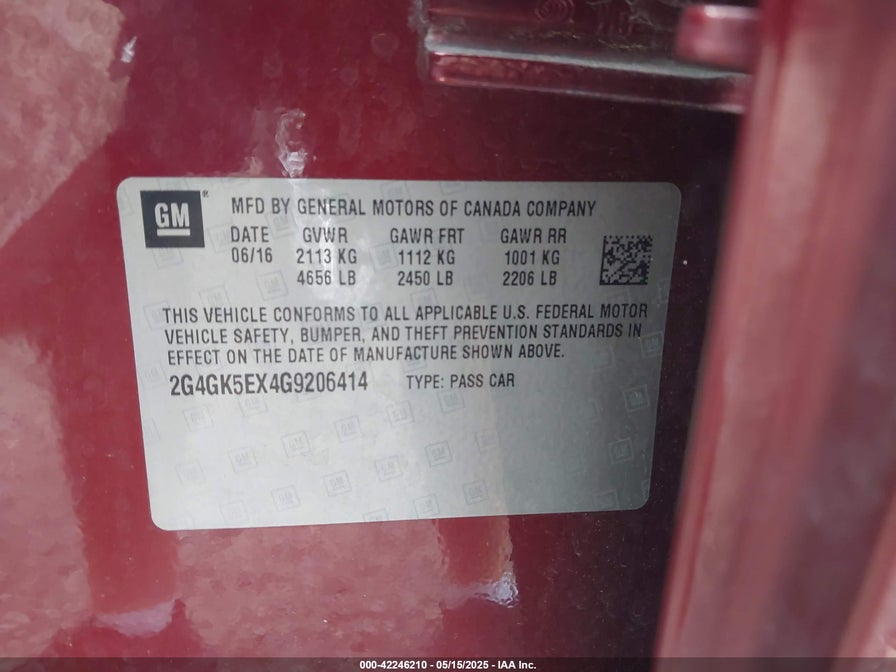 GM ®
MFD BY GENERAL MOTORS OF CANADA COMPANY
DATE GVWR GAWR FRT GAWR RR
06/16 2113 KG 1112 KG 1001 KG
4656 LB 2450 LB 2206 LB
THIS VEHICLE CONFORMS TO ALL APPLICABLE U.S. FEDERAL MOTOR
VEHICLE SAFETY, BUMPER, AND THEFT PREVENTION STANDARDS IN
EFFECT ON THE DATE OF MANUFACTURE SHOWN ABOVE.
2G4GK5EX4G9206414 TYPE: PASS CAR
000-42246210 - 05/15/2025 - IAA Inc.